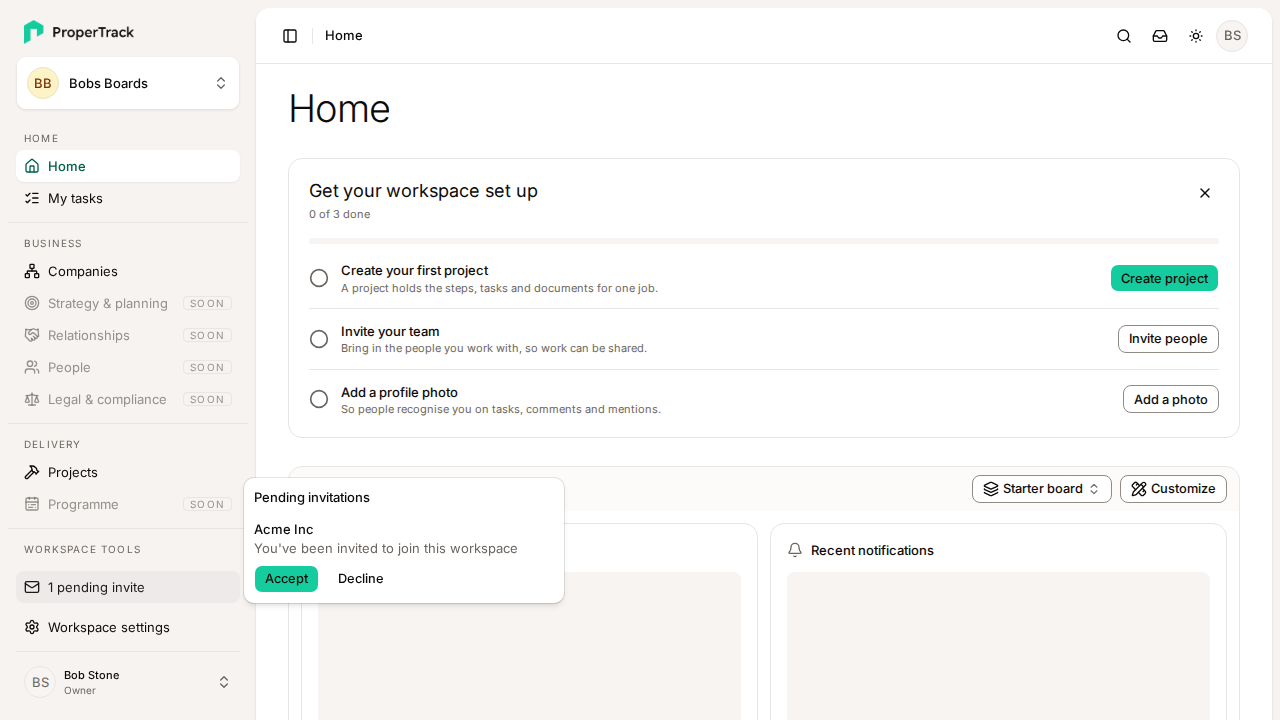 ProperTrack
BB
Bobs Boards
HOME
Home
My tasks
BUSINESS
Companies
Strategy & planning SOON
Relationships SOON
People SOON
Legal & compliance SOON
DELIVERY
Projects
Programme SOON
WORKSPACE TOOLS
1 pending invite
Workspace settings
BS
Bob Stone
Owner
Home
BS
Home
Get your workspace set up
0 of 3 done
Create your first project
A project holds the steps, tasks and documents for one job.
Create project
Invite your team
Bring in the people you work with, so work can be shared.
Invite people
Add a profile photo
So people recognise you on tasks, comments and mentions.
Add a photo
Starter board
Customize
Recent notifications
Pending invitations
Acme Inc
You've been invited to join this workspace
Accept
Decline